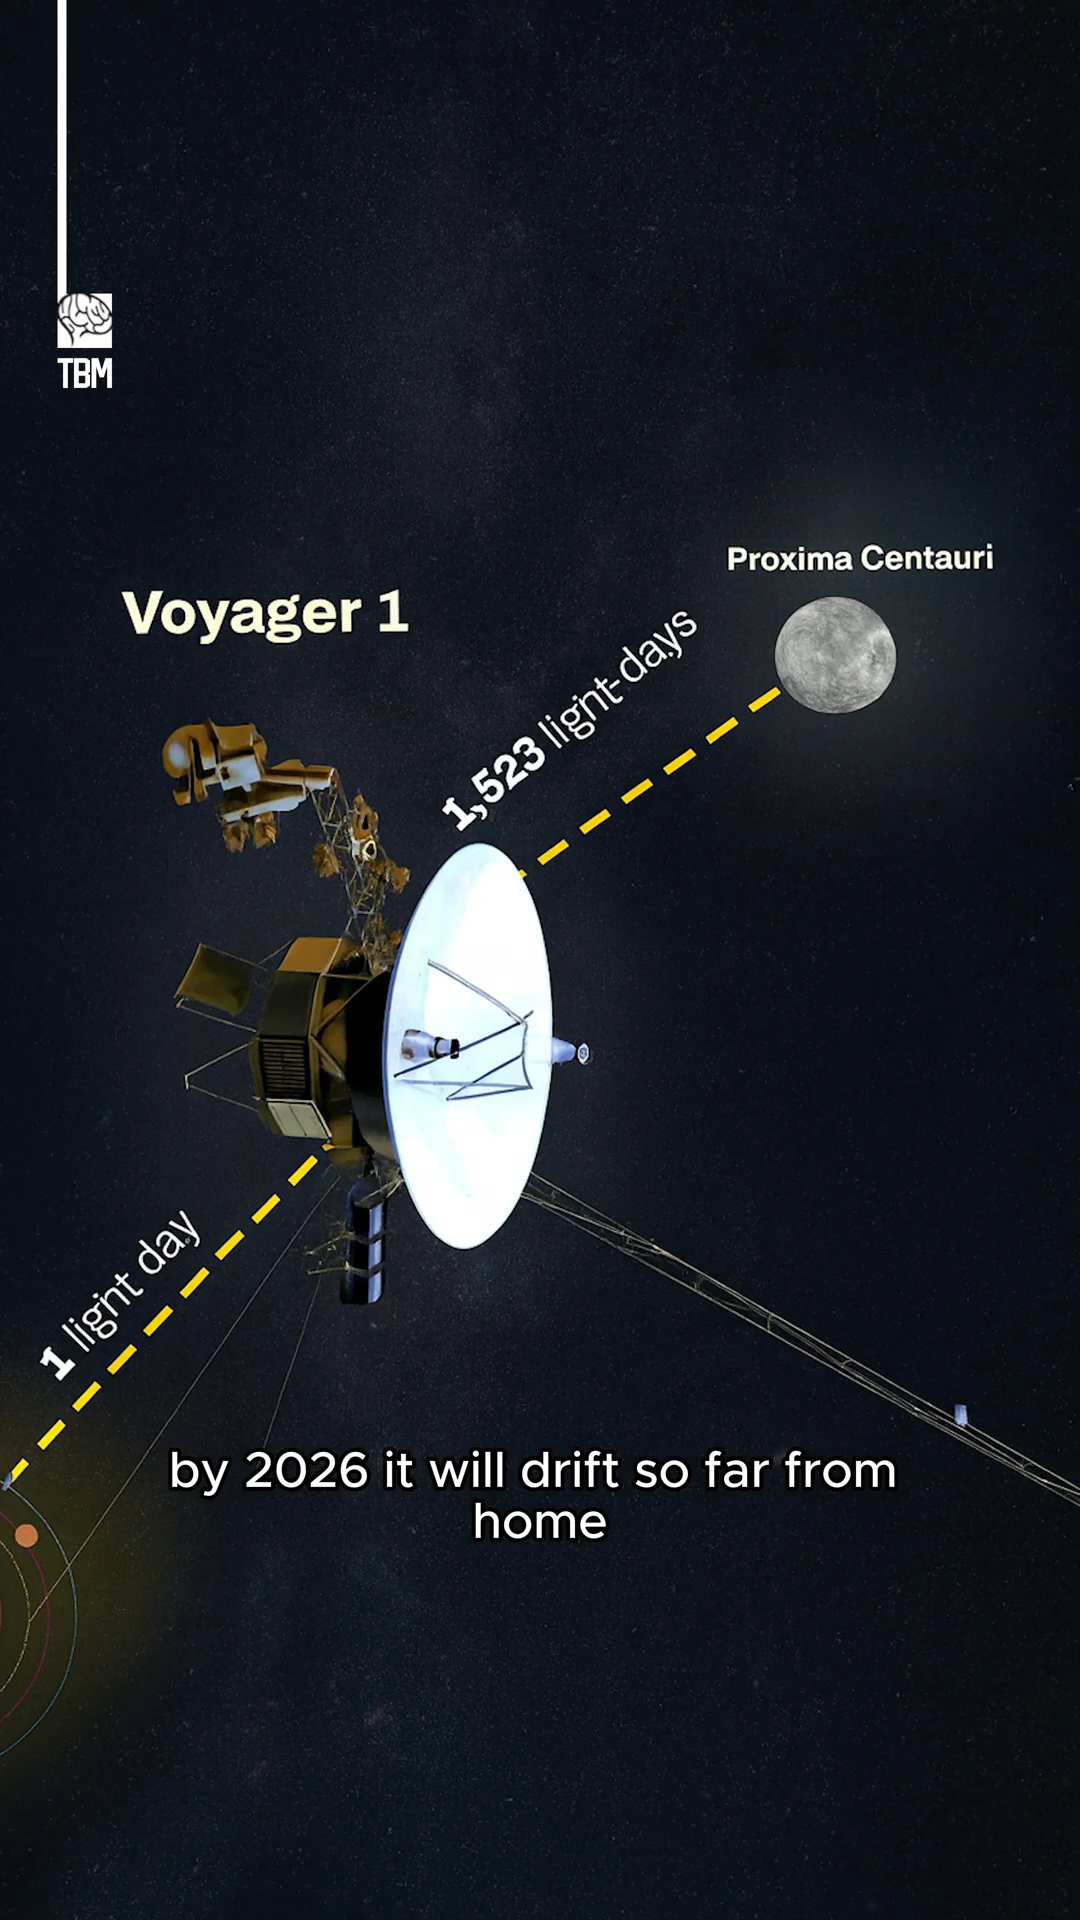 TBM
Proxima Centauri
Voyager 1
1,523 light-days
1 light day
by 2026 it will drift so far from
home